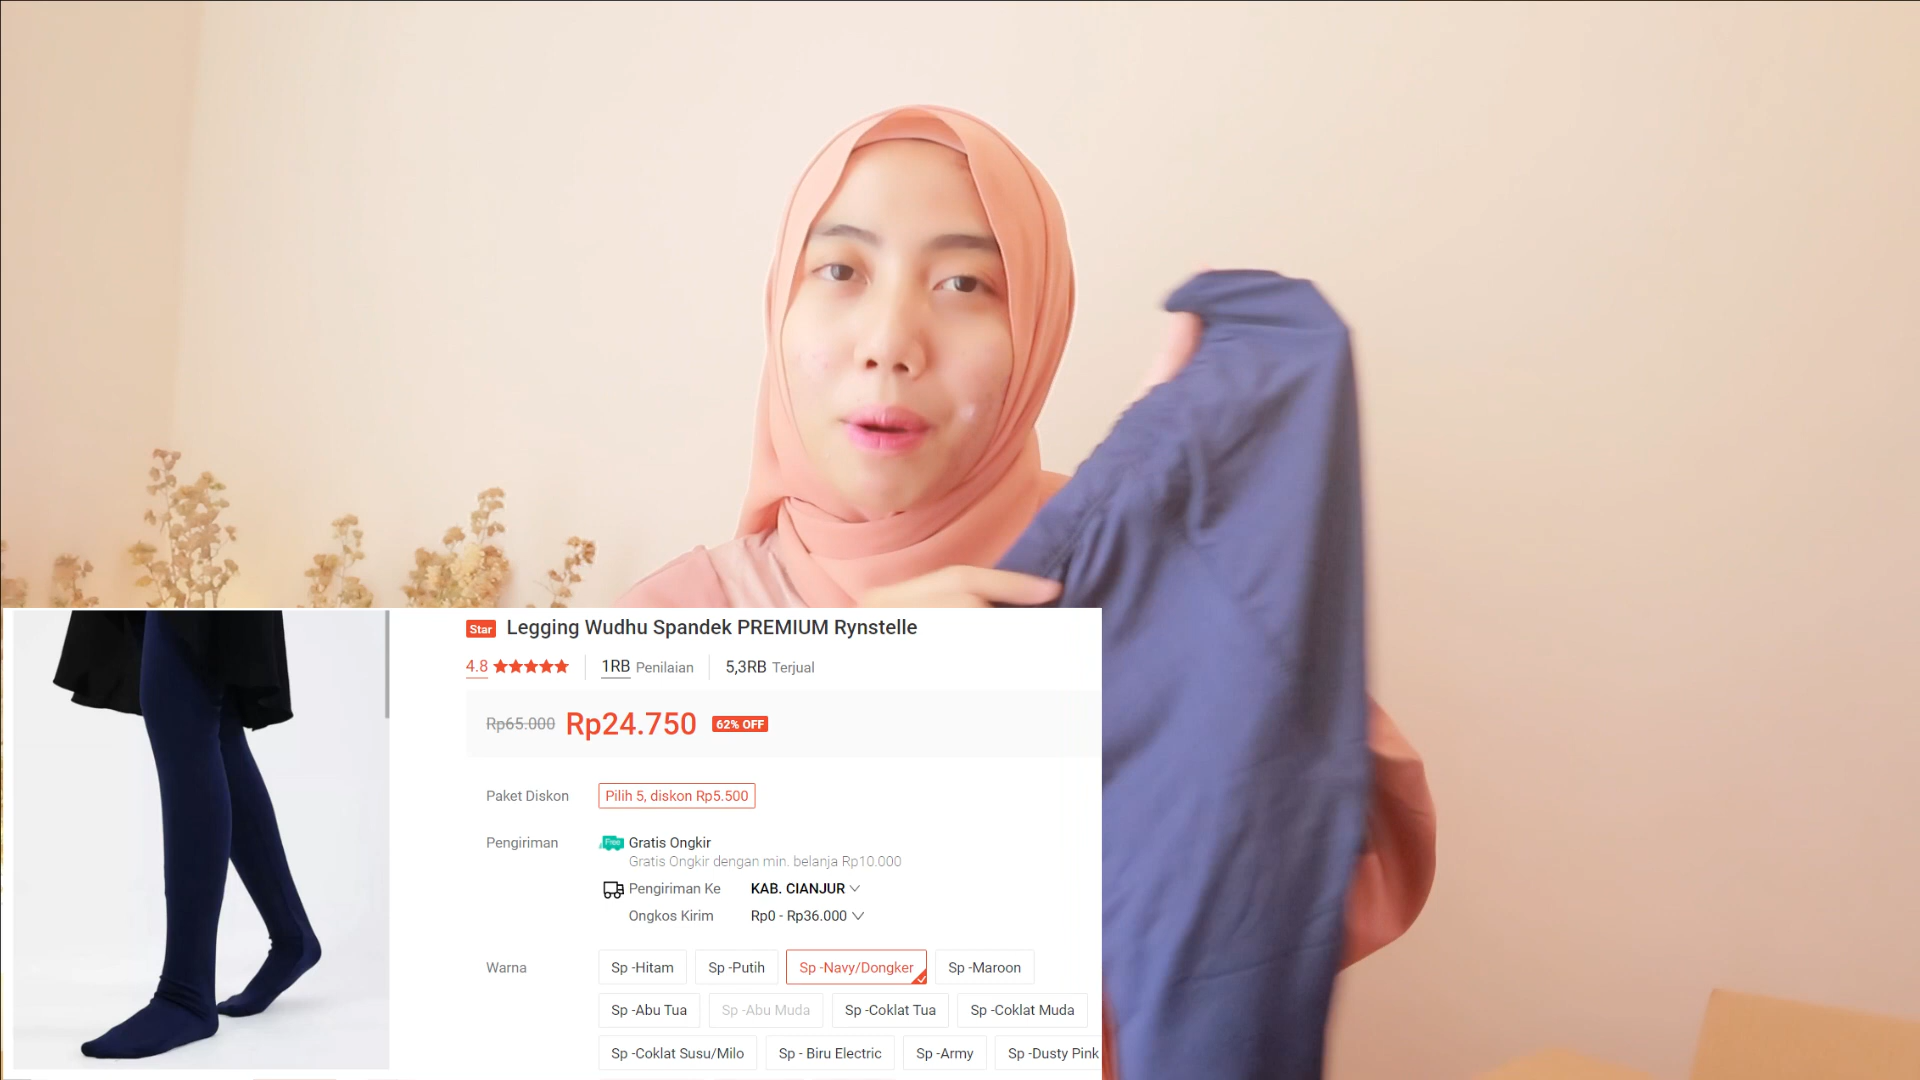 Star Legging Wudhu Spandek PREMIUM Rynstelle
4.8 1RB Penilaian 5,3RB Terjual
Rp65.000 Rp24.750 62% OFF
Paket Diskon Pilih 5, diskon Rp5.500
Pengiriman Free Gratis Ongkir
Gratis Ongkir dengan min. belanja Rp10.000
Pengiriman Ke KAB. CIANJUR
Ongkos Kirim Rp0 - Rp36.000
Warna Sp -Hitam Sp -Putih Sp -Navy/Dongker Sp -Maroon
Sp -Abu Tua Sp -Abu Muda Sp -Coklat Tua Sp -Coklat Muda
Sp -Coklat Susu/Milo Sp - Biru Electric Sp -Army Sp -Dusty Pink